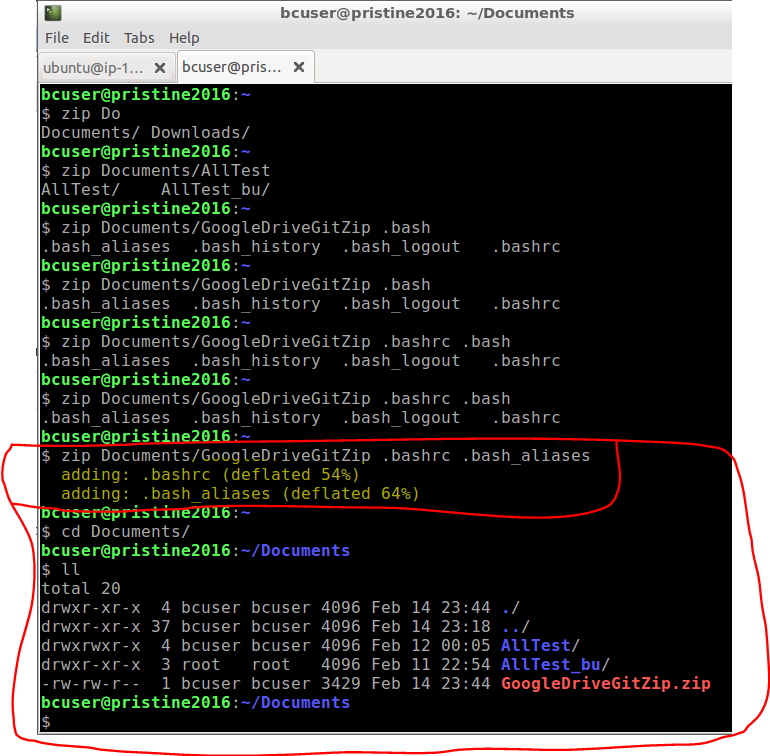 bcuser@pristine2016: ~/Documents
File Edit Tabs Help
ubuntu@ip-1... bcuser@pris...
bcuser@pristine2016:~
$ zip Do
Documents/ Downloads/
bcuser@pristine2016:~
$ zip Documents/AllTest
AllTest/    AllTest_bu/
bcuser@pristine2016:~
$ zip Documents/GoogleDriveGitZip .bash
.bash_aliases  .bash_history  .bash_logout   .bashrc
bcuser@pristine2016:~
$ zip Documents/GoogleDriveGitZip .bash
.bash_aliases  .bash_history  .bash_logout   .bashrc
bcuser@pristine2016:~
$ zip Documents/GoogleDriveGitZip .bashrc .bash
.bash_aliases  .bash_history  .bash_logout   .bashrc
bcuser@pristine2016:~
$ zip Documents/GoogleDriveGitZip .bashrc .bash
.bash_aliases  .bash_history  .bash_logout   .bashrc
bcuser@pristine2016:~
$ zip Documents/GoogleDriveGitZip .bashrc .bash_aliases
  adding: .bashrc (deflated 54%)
  adding: .bash_aliases (deflated 64%)
bcuser@pristine2016:~
$ cd Documents/
bcuser@pristine2016:~/Documents
$ ll
total 20
drwxr-xr-x  4 bcuser bcuser 4096 Feb 14 23:44 ./
drwxr-xr-x 37 bcuser bcuser 4096 Feb 14 23:18 ../
drwxrwxr-x  4 bcuser bcuser 4096 Feb 12 00:05 AllTest/
drwxr-xr-x  3 root   root   4096 Feb 11 22:54 AllTest_bu/
-rw-rw-r--  1 bcuser bcuser 3429 Feb 14 23:44 GoogleDriveGitZip.zip
bcuser@pristine2016:~/Documents
$